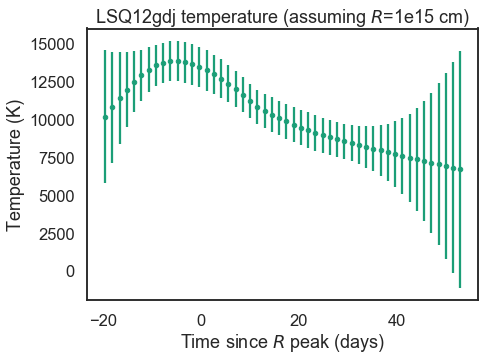 LSQ12gdj temperature (assuming R=1e15 cm)
15000
12500
10000
7500
5000
2500
0
Temperature (K)
−20 0 20 40
Time since R peak (days)